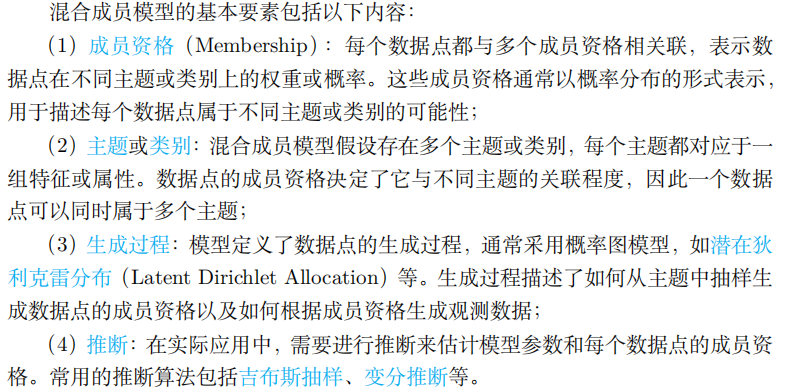 混合成员模型的基本要素包括以下内容：
（1）成员资格（Membership）：每个数据点都与多个成员资格相关联，表示数
据点在不同主题或类别上的权重或概率。这些成员资格通常以概率分布的形式表示，
用于描述每个数据点属于不同主题或类别的可能性；
（2）主题或类别：混合成员模型假设存在多个主题或类别，每个主题都对应于一
组特征或属性。数据点的成员资格决定了它与不同主题的关联程度，因此一个数据
点可以同时属于多个主题；
（3）生成过程：模型定义了数据点的生成过程，通常采用概率图模型，如潜在狄
利克雷分布（Latent Dirichlet Allocation）等。生成过程描述了如何从主题中抽样生
成数据点的成员资格以及如何根据成员资格生成观测数据；
（4）推断：在实际应用中，需要进行推断来估计模型参数和每个数据点的成员资
格。常用的推断算法包括吉布斯抽样、变分推断等。